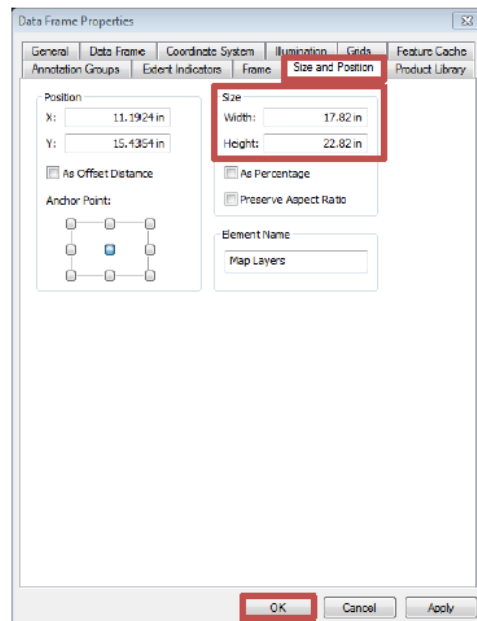 Data Frame Properties
General Data Frame Coordinate System Illumination Grids Feature Cache
Annotation Groups Extent Indicators Frame Size and Position Product Library
Position
X: 11.1924 in
Y: 15.4354 in
As Offset Distance
Anchor Point:
Size
Width: 17.82 in
Height: 22.82 in
As Percentage
Preserve Aspect Ratio
Element Name
Map Layers
OK Cancel Apply